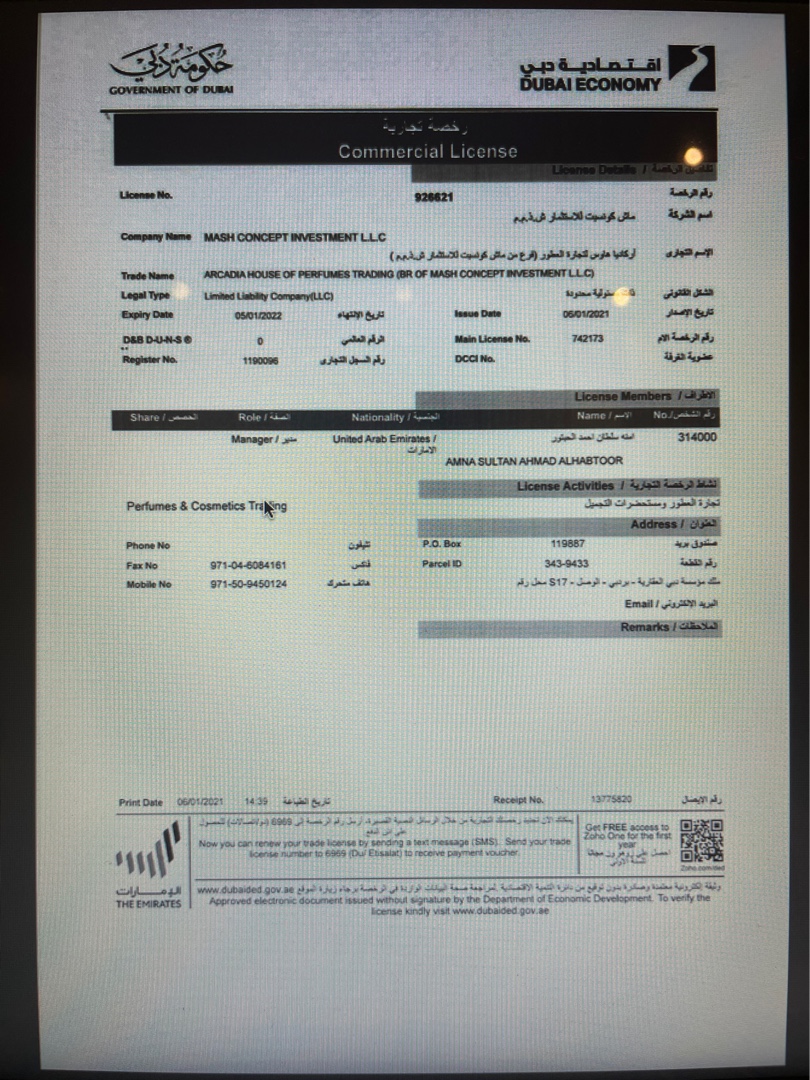 حكومة دبي
GOVERNMENT OF DUBAI
اقتصادية دبي
DUBAI ECONOMY
رخصة تجارية
Commercial License
License Details / تفاصيل الرخصة
License No. 926621 رقم الرخصة
ماش كونسبت للاستثمار ش.ذ.م.م اسم الشركة
Company Name MASH CONCEPT INVESTMENT L.L.C
أركاديا هاوس لتجارة العطور (فرع من ماش كونسبت للاستثمار ش.ذ.م.م) الإسم التجارى
Trade Name ARCADIA HOUSE OF PERFUMES TRADING (BR OF MASH CONCEPT INVESTMENT L.L.C)
Legal Type Limited Liability Company(LLC) ذات مسئولية محدودة الشكل القانونى
Expiry Date 05/01/2022 تاريخ الإنتهاء Issue Date 06/01/2021 تاريخ الإصدار
D&B D-U-N-S ® 0 الرقم العالمي Main License No. 742173 رقم الرخصة الام
Register No. 1190096 رقم السجل التجارى DCCI No. عضوية الغرفة
License Members / الاطراف
Share / الحصص Role / الصفة Nationality / الجنسية Name / الاسم No./رقم الشخص
Manager / مدير United Arab Emirates / امنه سلطان احمد الحبتور 314000
الامارات
AMNA SULTAN AHMAD ALHABTOOR
License Activities / نشاط الرخصة التجارية
Perfumes & Cosmetics Trading تجارة العطور ومستحضرات التجميل
Address / العنوان
Phone No تليفون P.O. Box 119887 صندوق بريد
Fax No 971-04-6084161 فاكس Parcel ID 343-9433 رقم القطعة
Mobile No 971-50-9450124 هاتف متحرك محل رقم S17 - ملك مؤسسة دبي العقارية - بردبي - الوصل
Email / البريد الإلكتروني
Remarks / الملاحظات
Print Date 06/01/2021 14:39 تاريخ الطباعة Receipt No. 13775820 رقم الايصال
يمكنك الآن تجديد رخصتك التجارية من خلال الرسائل النصية القصيرة، أرسل رقم الرخصة إلى 6969 (دو/اتصالات) للحصول
على اذن الدفع
Now you can renew your trade license by sending a text message (SMS). Send your trade
license number to 6969 (Du/ Etisalat) to receive payment voucher.
Get FREE access to
Zoho One for the first
year
احصل على زوهو ون مجانا
للسنة الأولى
Zoho.com/ded
الإمارات
THE EMIRATES
وثيقة إلكترونية معتمدة وصادرة بدون توقيع من دائرة التنمية الاقتصادية. لمراجعة صحة البيانات الواردة في الرخصة برجاء زيارة الموقع www.dubaided.gov.ae
Approved electronic document issued without signature by the Department of Economic Development. To verify the
license kindly visit www.dubaided.gov.ae